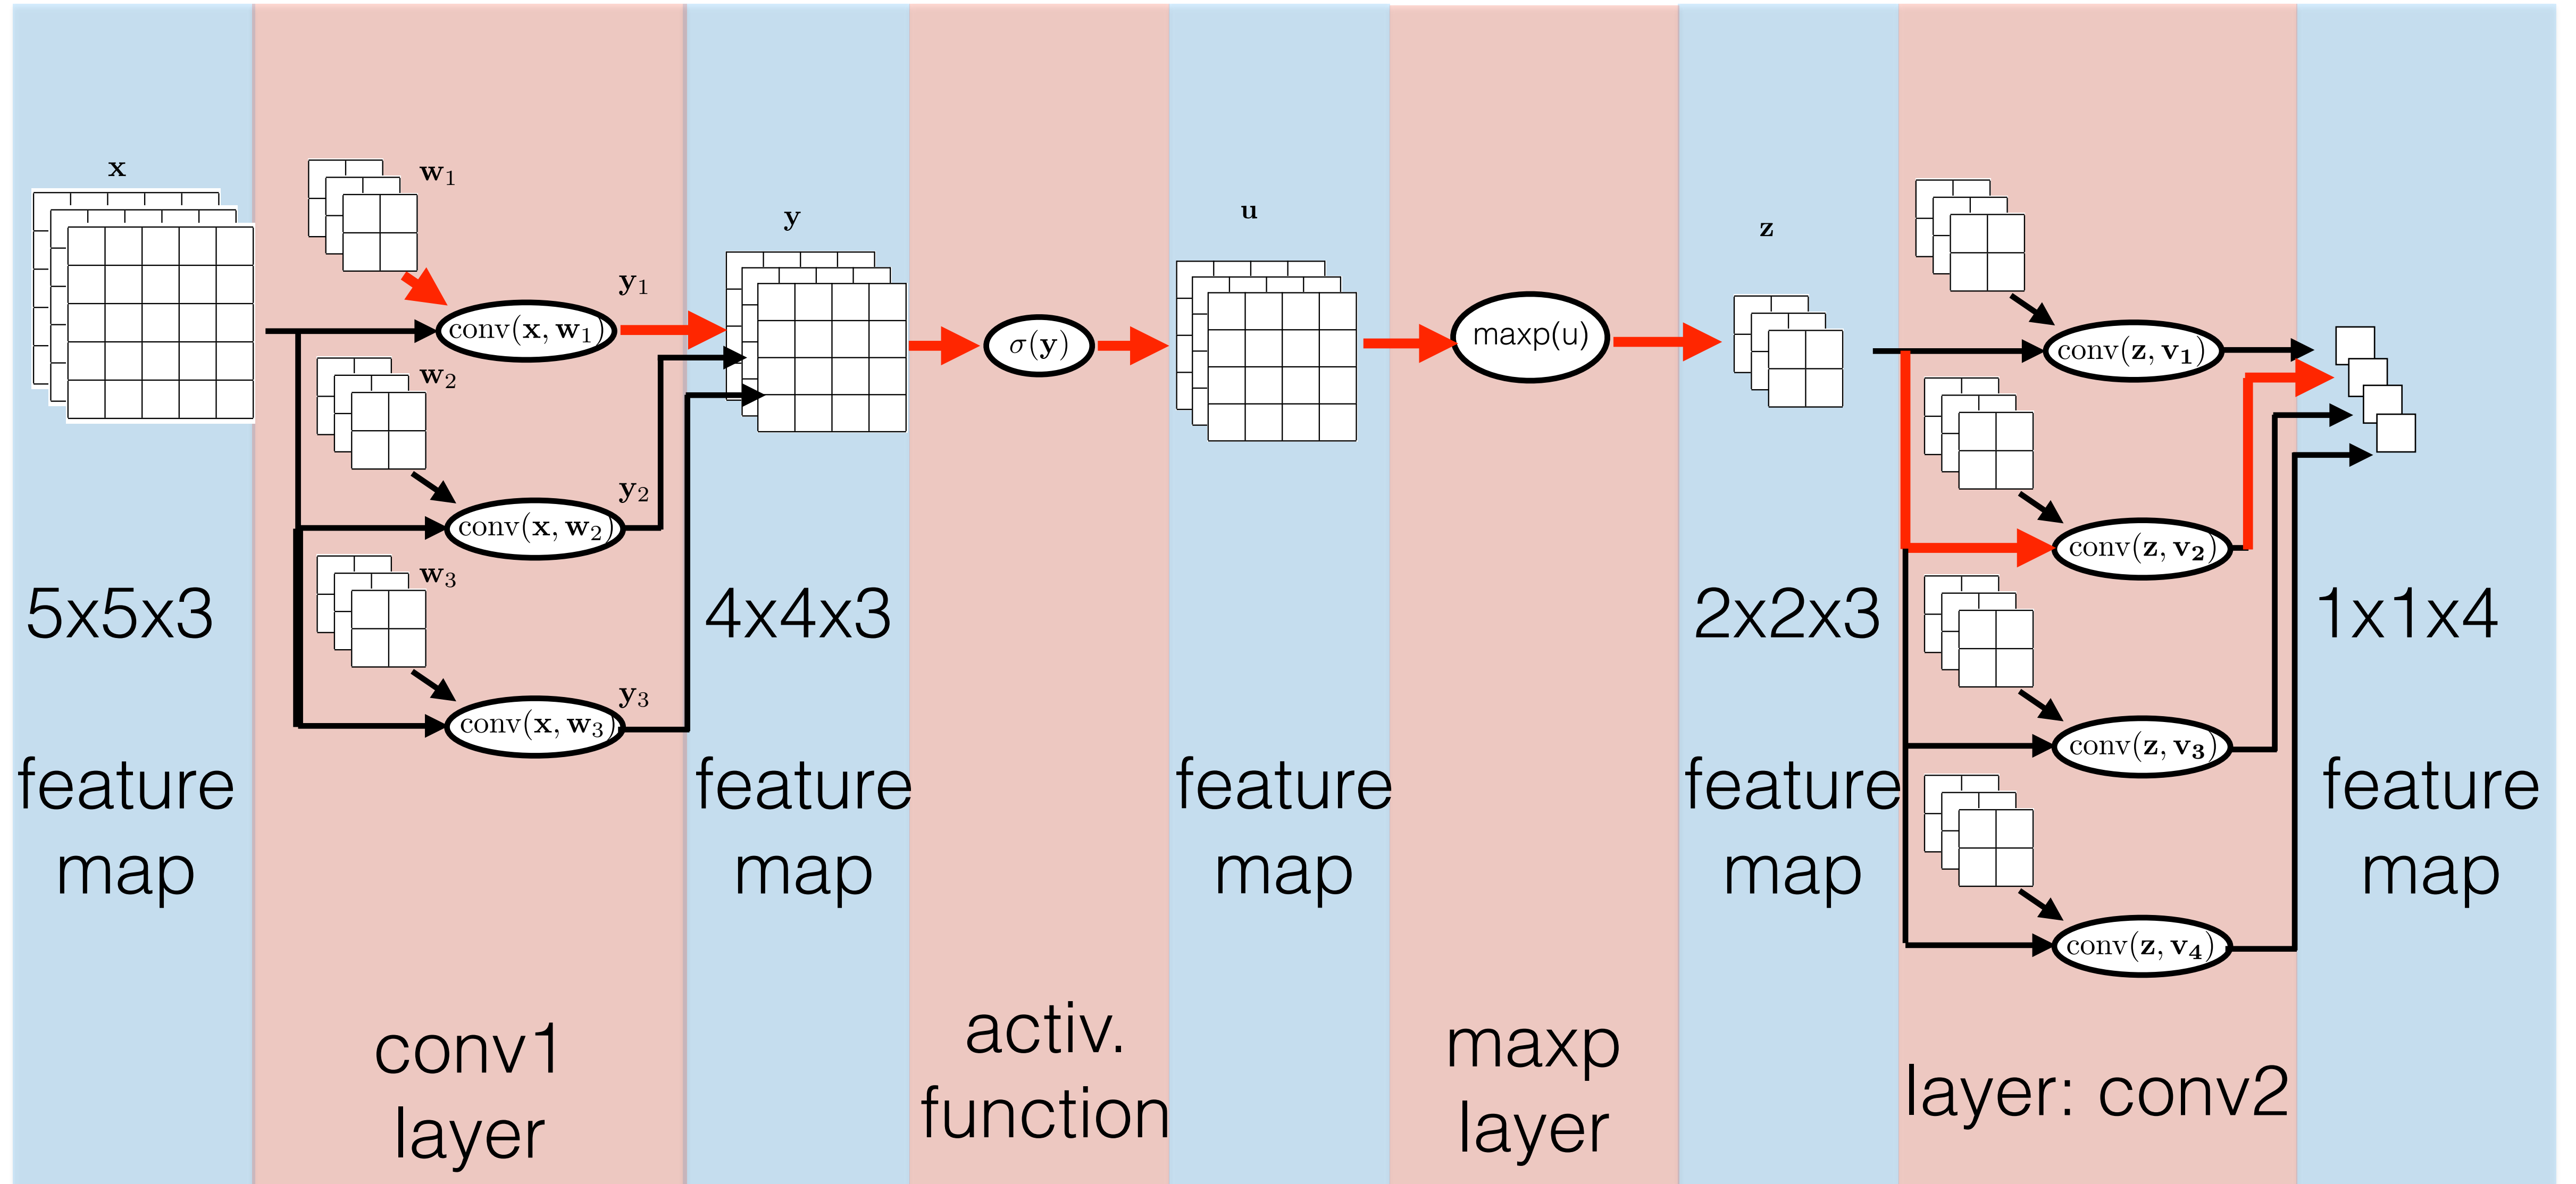 x
w₁
conv(x, w₁)
y₁
w₂
conv(x, w₂)
y₂
w₃
conv(x, w₃)
y₃
y
σ(y)
u
maxp(u)
z
conv(z, v₁)
conv(z, v₂)
conv(z, v₃)
conv(z, v₄)
5x5x3
4x4x3
2x2x3
1x1x4
feature
map
feature
map
feature
map
feature
map
feature
map
conv1
layer
activ.
function
maxp
layer
layer: conv2